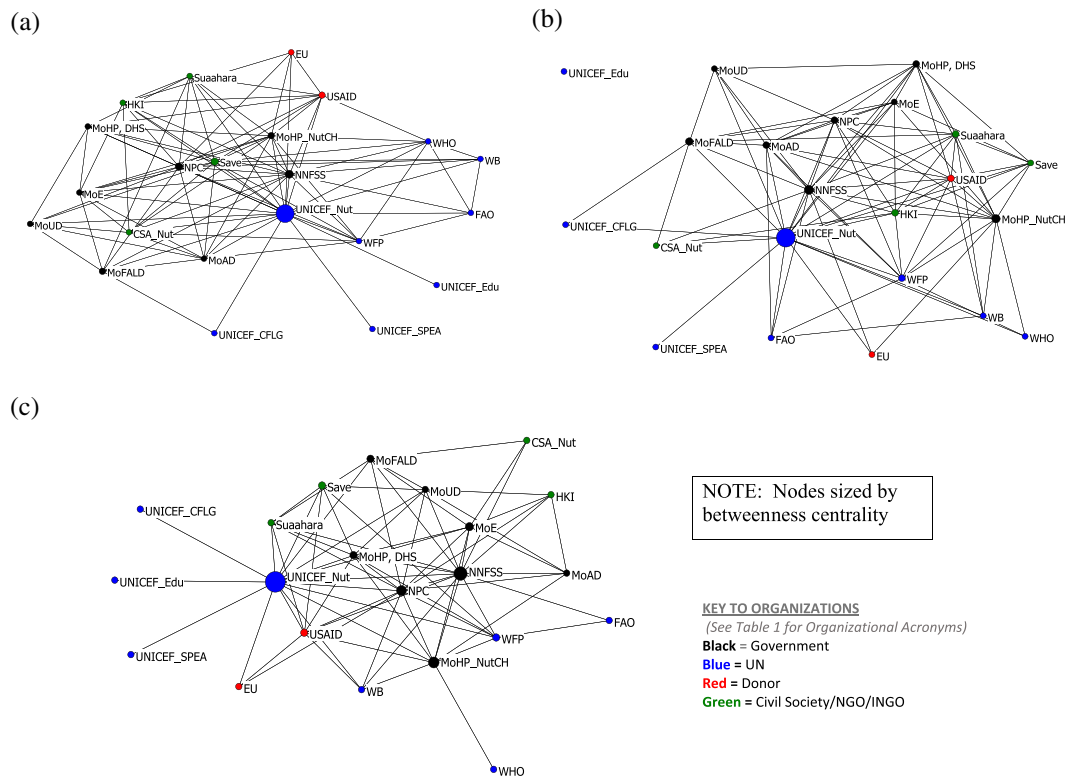 (a)
EU
Suaahara
USAID
HKI
MoHP, DHS
MoHP_NutCH
WHO
WB
Save
NPC
NNFSS
MoE
UNICEF_Nut
FAO
MoUD
CSA_Nut
WFP
MoAD
MoFALD
UNICEF_Edu
UNICEF_SPEA
UNICEF_CFLG
(b)
UNICEF_Edu
MoUD
MoHP, DHS
MoE
NPC
Suaahara
MoFALD
MoAD
Save
USAID
NNFSS
HKI
MoHP_NutCH
UNICEF_CFLG
UNICEF_Nut
CSA_Nut
WFP
WB
UNICEF_SPEA
FAO
WHO
EU
(c)
CSA_Nut
MoFALD
Save
MoUD
HKI
UNICEF_CFLG
Suaahara
MoE
MoHP, DHS
UNICEF_Edu
UNICEF_Nut
NNFSS
MoAD
NPC
FAO
USAID
WFP
UNICEF_SPEA
MoHP_NutCH
EU
WB
WHO
NOTE: Nodes sized by
betweenness centrality
KEY TO ORGANIZATIONS
(See Table 1 for Organizational Acronyms)
Black = Government
Blue = UN
Red = Donor
Green = Civil Society/NGO/INGO